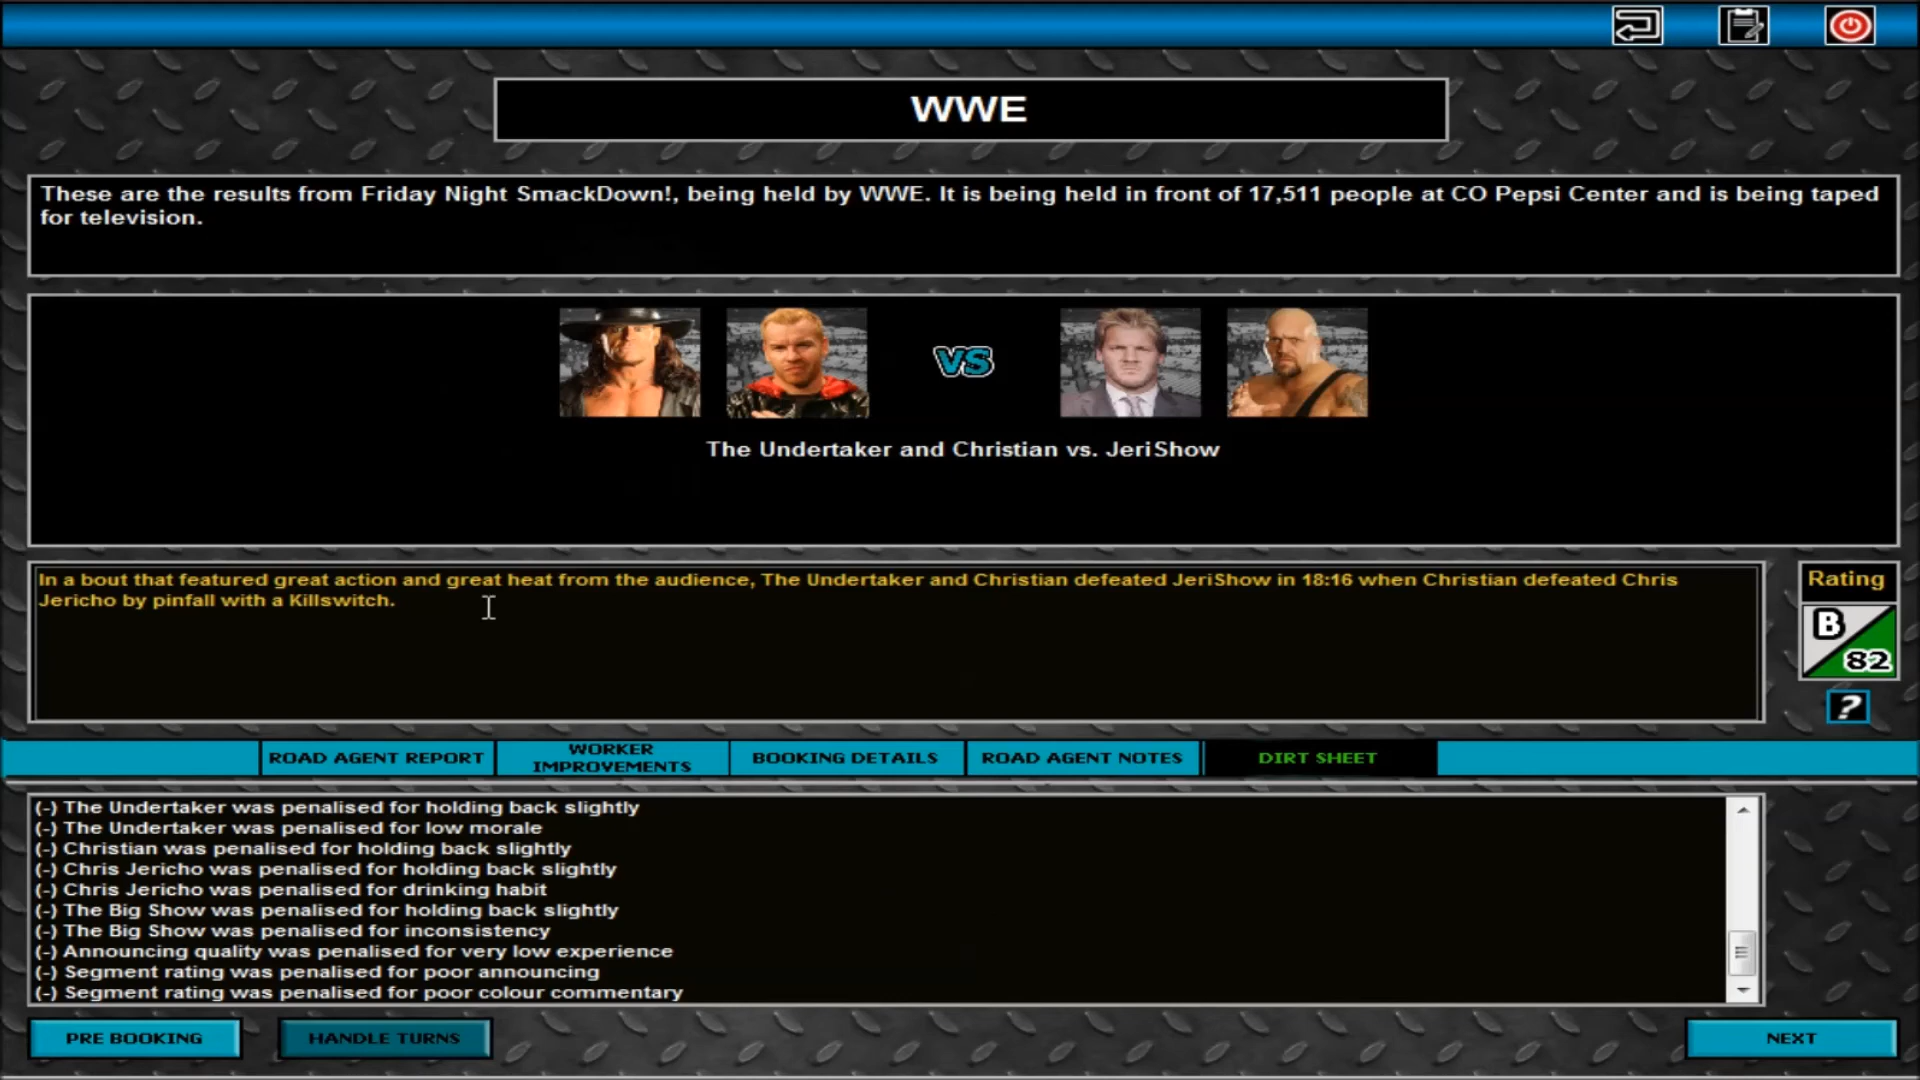 WWE
These are the results from Friday Night SmackDown!, being held by WWE. It is being held in front of 17,511 people at CO Pepsi Center and is being taped
for television.
VS
The Undertaker and Christian vs. JeriShow
In a bout that featured great action and great heat from the audience, The Undertaker and Christian defeated JeriShow in 18:16 when Christian defeated Chris
Jericho by pinfall with a Killswitch.
Rating
B
82
?
ROAD AGENT REPORT
WORKER
IMPROVEMENTS
BOOKING DETAILS
ROAD AGENT NOTES
DIRT SHEET
(-) The Undertaker was penalised for holding back slightly
(-) The Undertaker was penalised for low morale
(-) Christian was penalised for holding back slightly
(-) Chris Jericho was penalised for holding back slightly
(-) Chris Jericho was penalised for drinking habit
(-) The Big Show was penalised for holding back slightly
(-) The Big Show was penalised for inconsistency
(-) Announcing quality was penalised for very low experience
(-) Segment rating was penalised for poor announcing
(-) Segment rating was penalised for poor colour commentary
PRE BOOKING
HANDLE TURNS
NEXT